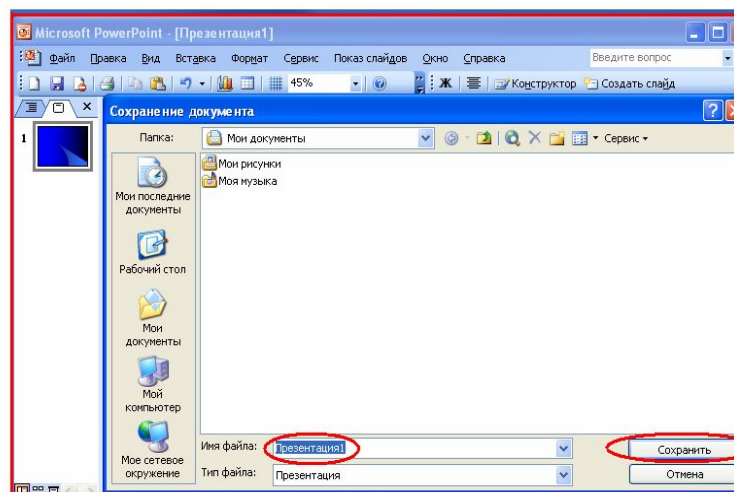 Microsoft PowerPoint - [Презентация1]
Файл Правка Вид Вставка Формат Сервис Показ слайдов Окно Справка Введите вопрос
45% Ж Конструктор Создать слайд
Сохранение документа
1
Папка: Мои документы Сервис
Мои рисунки
Моя музыка
Мои последние
документы
Рабочий стол
Мои
документы
Мой
компьютер
Мое сетевое
окружение
Имя файла: Презентация1 Сохранить
Тип файла: Презентация Отмена